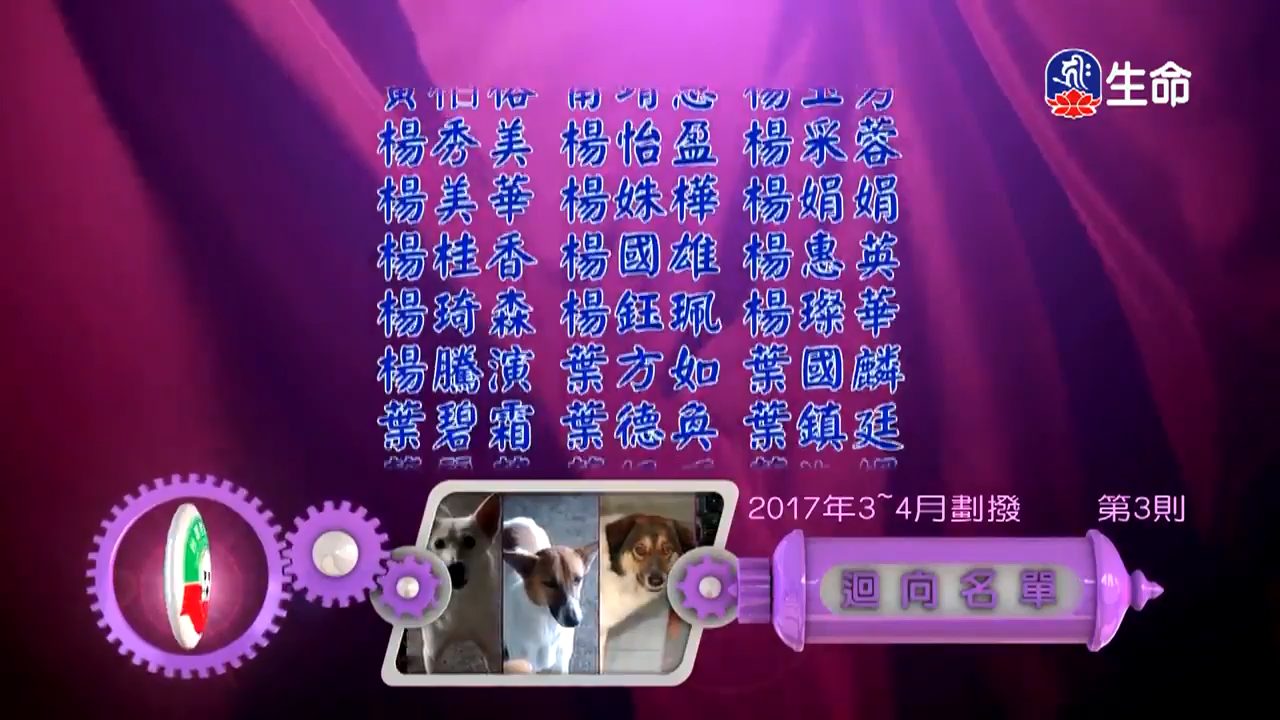 生命
楊秀美 楊怡盈 楊采蓉
楊美華 楊姝樺 楊娟娟
楊桂香 楊國雄 楊惠英
楊琦森 楊鈺珮 楊璨華
楊騰演 葉方如 葉國麟
葉碧霜 葉德奐 葉鎮廷
2017年3~4月劃撥 第3則
迴向名單